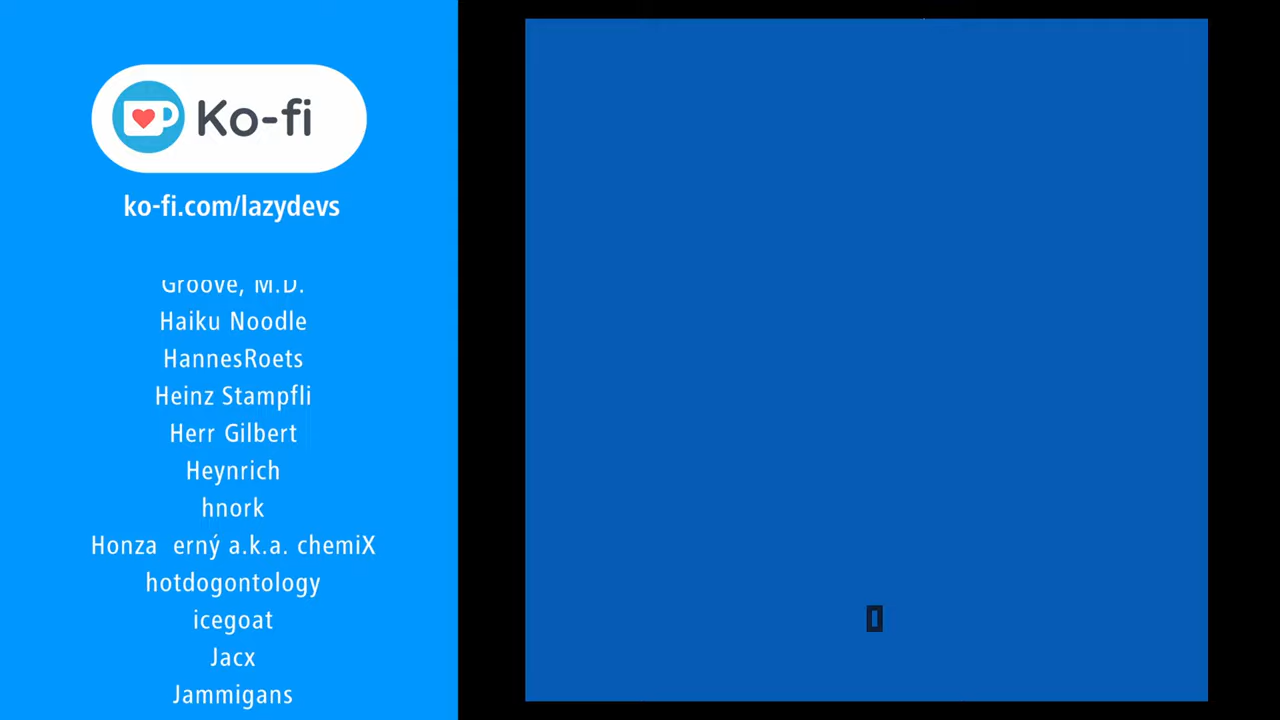 Ko-fi
ko-fi.com/lazydevs
Groove, M.D.
Haiku Noodle
HannesRoets
Heinz Stampfli
Herr Gilbert
Heynrich
hnork
Honza erný a.k.a. chemiX
hotdogontology
icegoat
Jacx
Jammigans